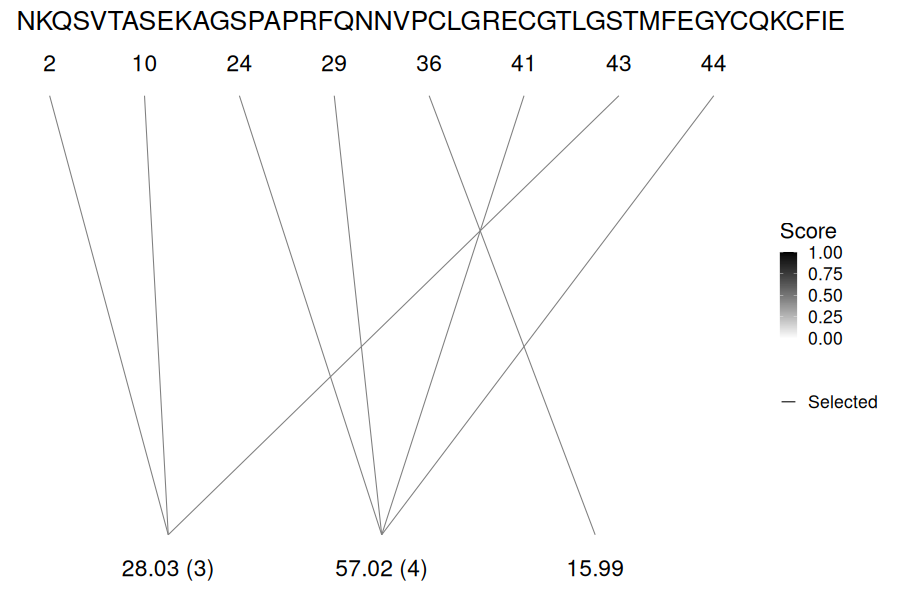 NKQSVTASEKAGSPAPRFQNNVPCLGRECGTLGSTMFEGYCQKCFIE
2 10 24 29 36 41 43 44
Score
1.00
0.75
0.50
0.25
0.00
Selected
28.03 (3) 57.02 (4) 15.99